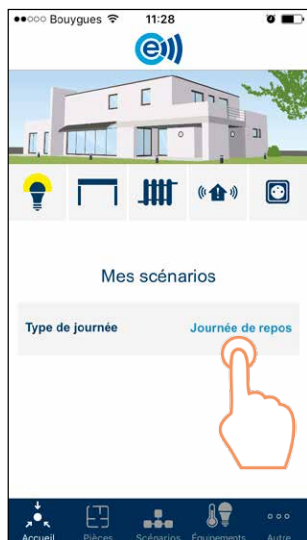 ●●○○○ Bouygues 11:28
e
Mes scénarios
Type de journée Journée de repos
Accueil Pièces Scénarios Équipements Autre